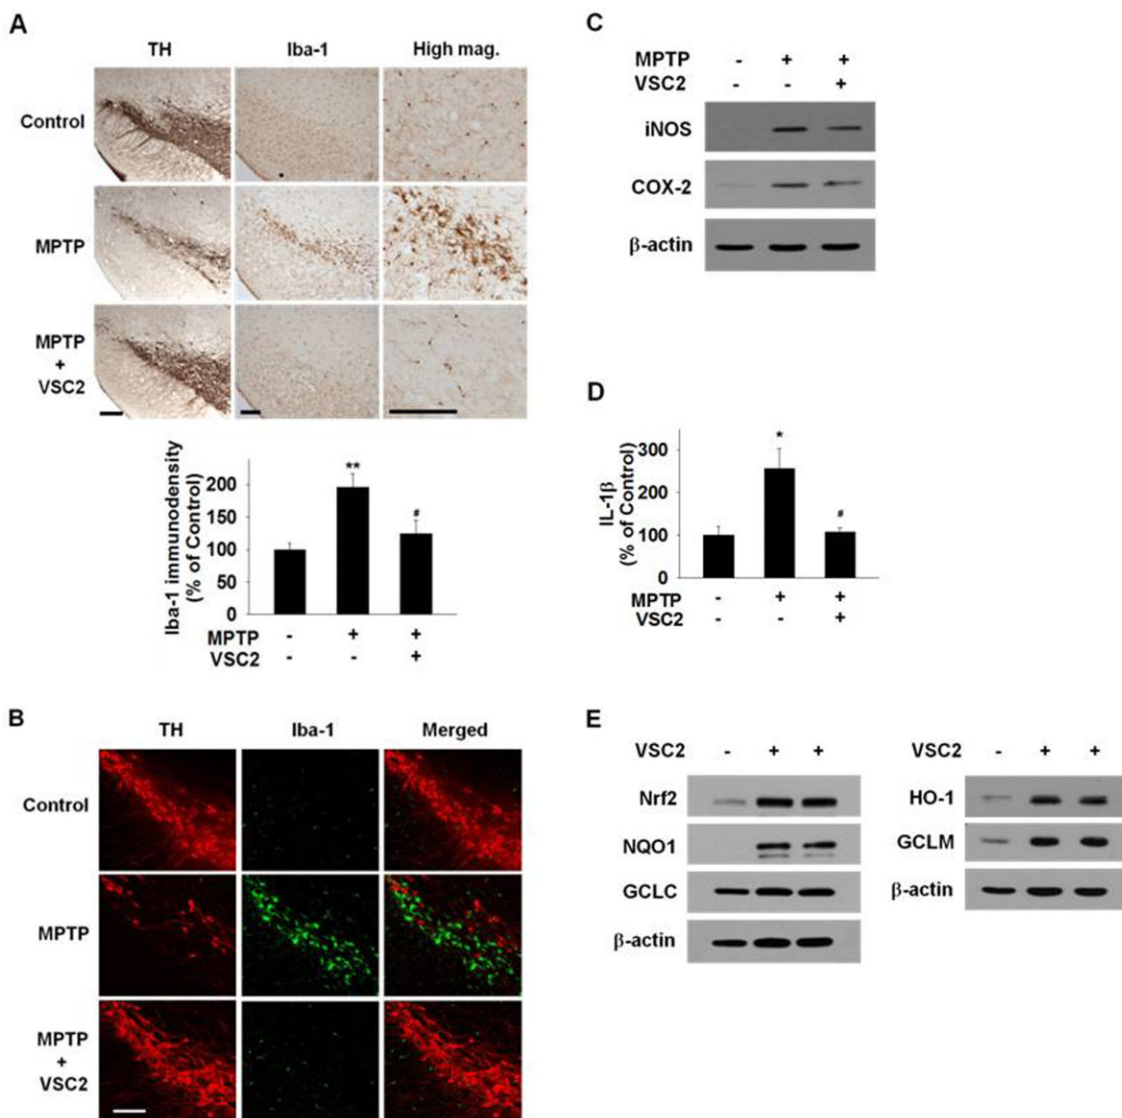 A
TH Iba-1 High mag.
Control
MPTP
MPTP
+
VSC2
Iba-1 immunodensity
(% of Control)
200
150
100
50
0
**
#
MPTP - + +
VSC2 - - +
B
TH Iba-1 Merged
Control
MPTP
MPTP
+
VSC2
C
MPTP - + +
VSC2 - - +
iNOS
COX-2
β-actin
D
IL-1β
(% of Control)
300
200
100
0
*
#
MPTP - + +
VSC2 - - +
E
VSC2 - + +
Nrf2
NQO1
GCLC
β-actin
VSC2 - + +
HO-1
GCLM
β-actin